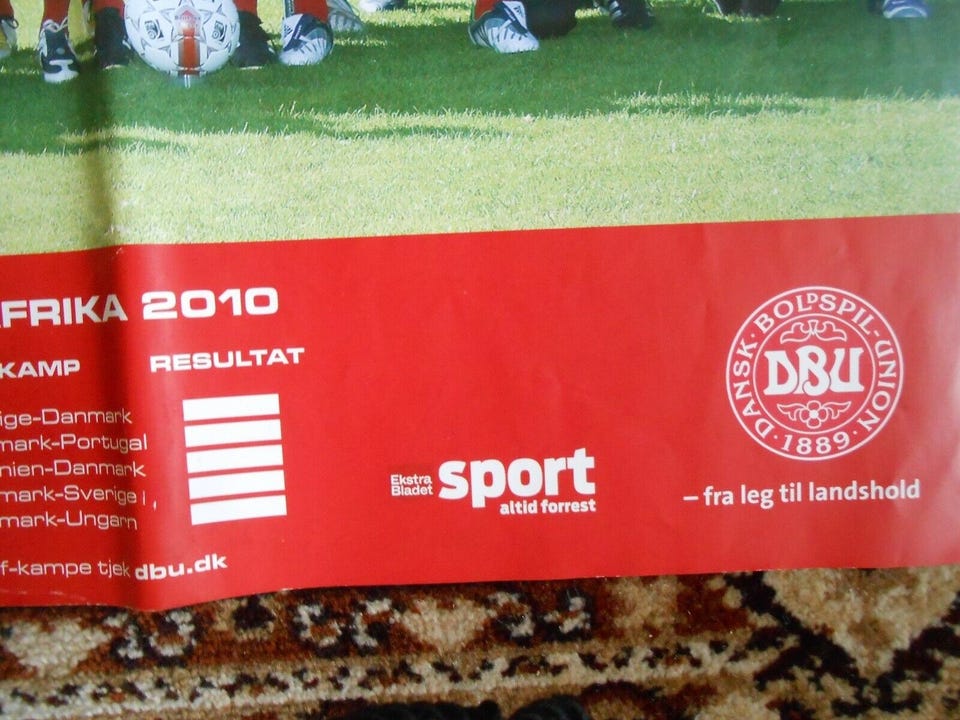 AFRIKA 2010
KAMP RESULTAT
ige-Danmark
mark-Portugal
nien-Danmark
mark-Sverige
mark-Ungarn
f-kampe tjek dbu.dk
Ekstra
Bladet
sport
altid forrest
DANSK·BOLDSPIL-UNION
DBU
·1889·
– fra leg til landshold